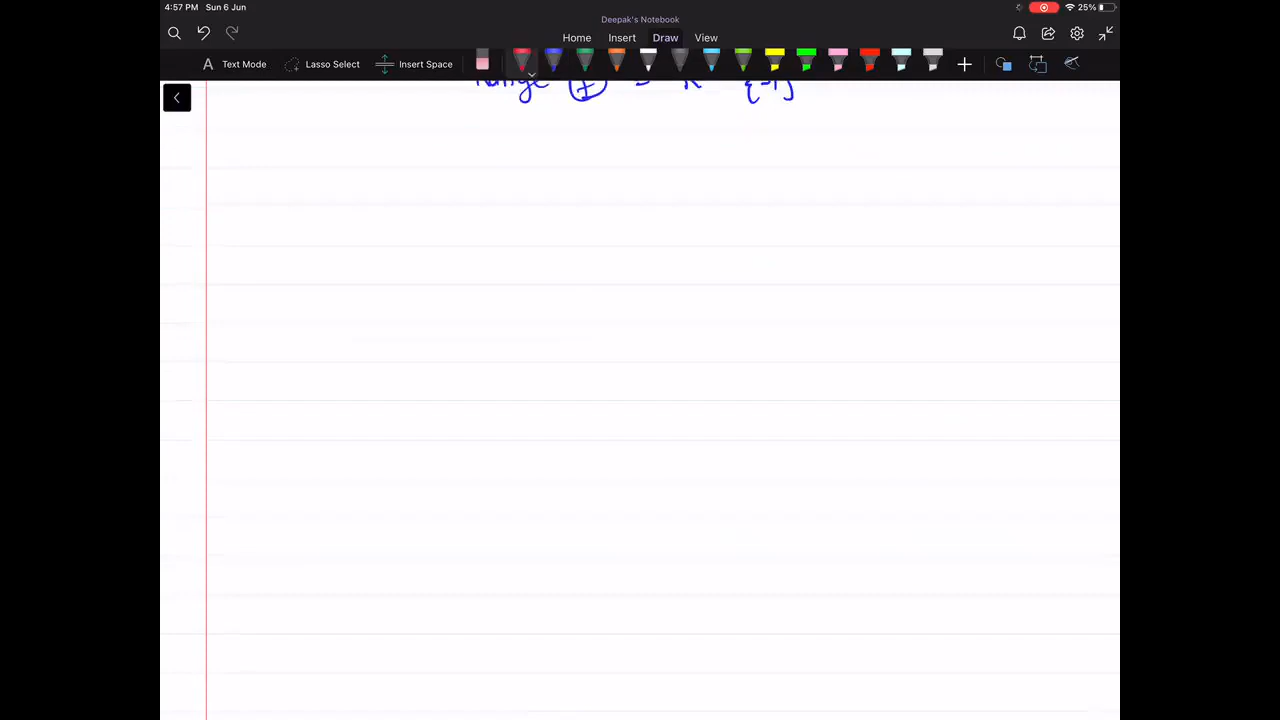 4:57 PM Sun 6 Jun
25%
Deepak's Notebook
Home Insert Draw View
A Text Mode Lasso Select Insert Space
Range